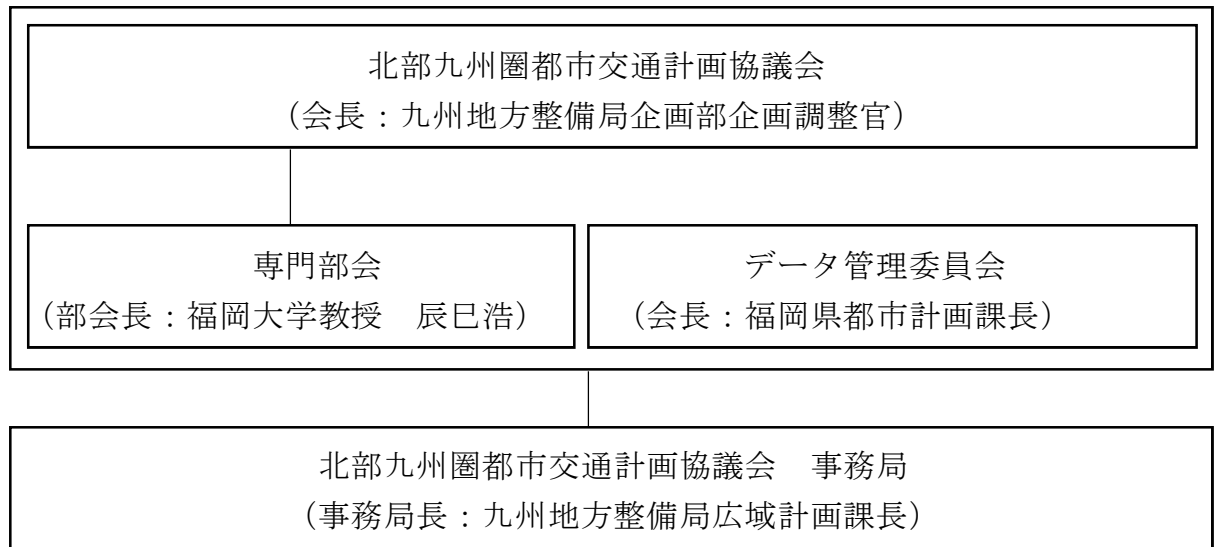 北部九州圏都市交通計画協議会
（会長：九州地方整備局企画部企画調整官）
専門部会
（部会長：福岡大学教授　辰巳浩）
データ管理委員会
（会長：福岡県都市計画課長）
北部九州圏都市交通計画協議会　事務局
（事務局長：九州地方整備局広域計画課長）